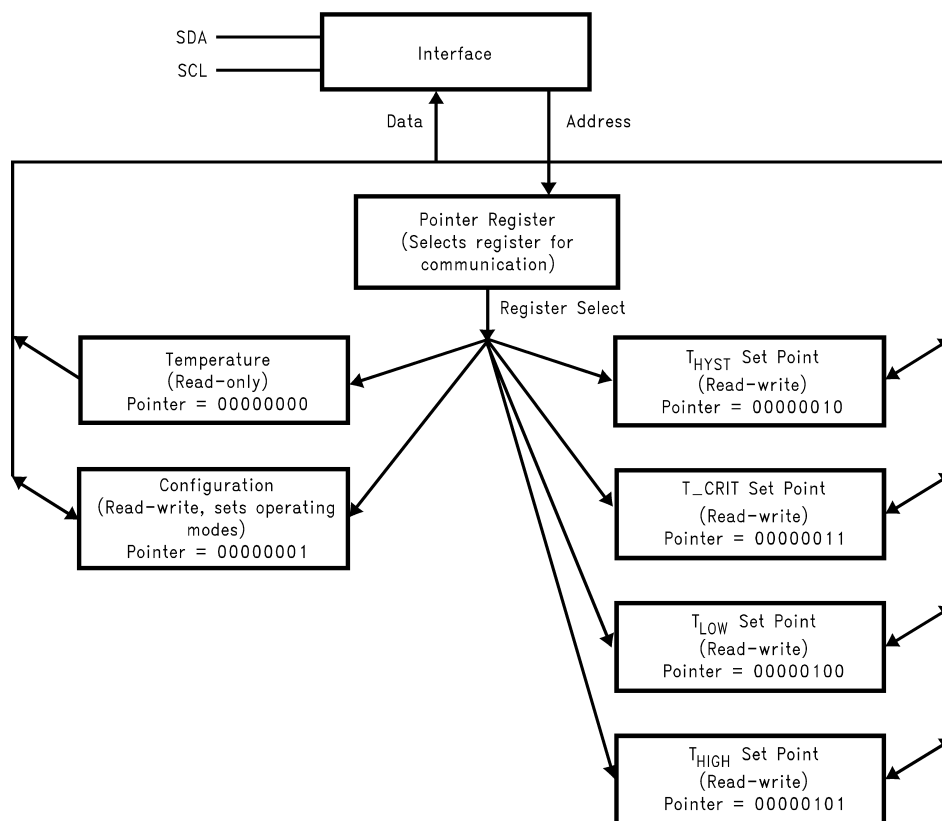 SDA
SCL
Interface
Data
Address
Pointer Register
(Selects register for
communication)
Register Select
Temperature
(Read-only)
Pointer = 00000000
Configuration
(Read-write, sets operating
modes)
Pointer = 00000001
THYST Set Point
(Read-write)
Pointer = 00000010
T_CRIT Set Point
(Read-write)
Pointer = 00000011
TLOW Set Point
(Read-write)
Pointer = 00000100
THIGH Set Point
(Read-write)
Pointer = 00000101